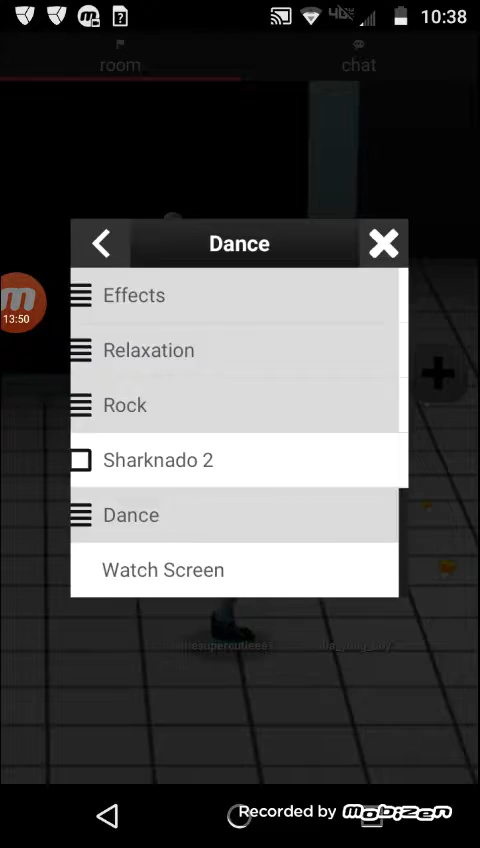 10:38
room
chat
Dance
Effects
13:50
Relaxation
Rock
Sharknado 2
Dance
Watch Screen
Recorded by mobizen